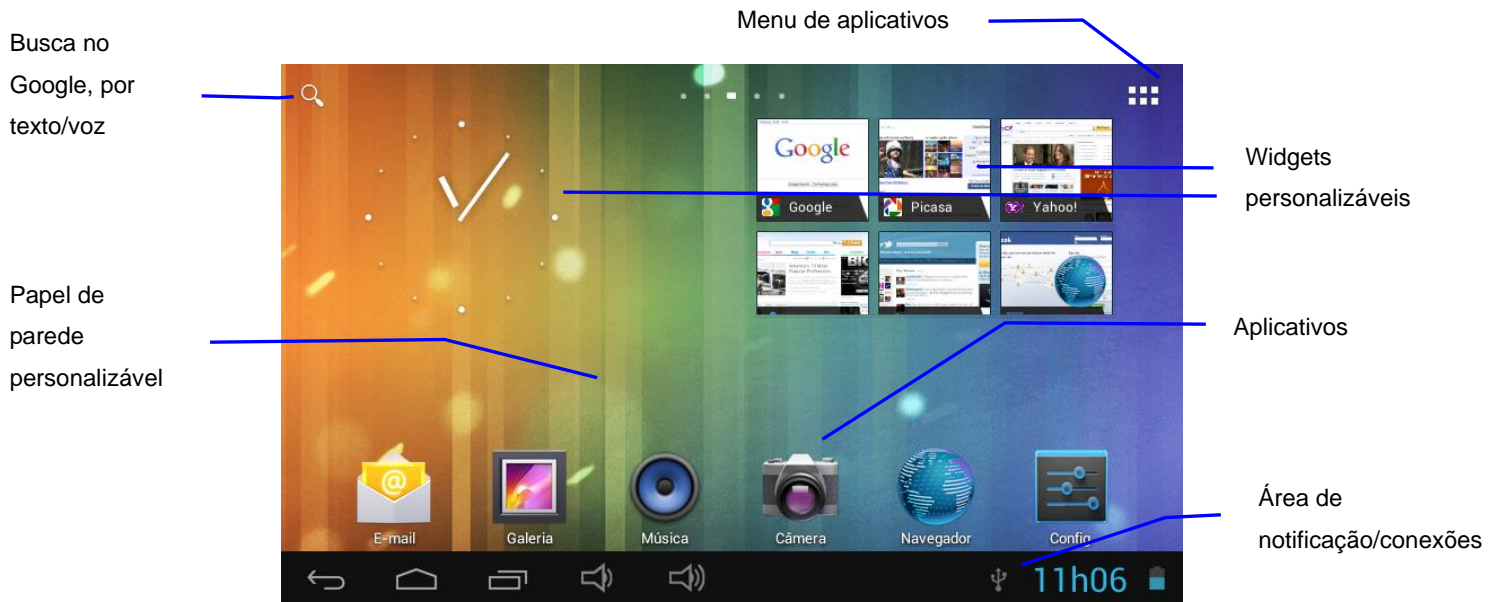 Menu de aplicativos
Busca no
Google, por
texto/voz
Widgets
personalizáveis
Google
Google
Picasa
Yahoo!
Papel de
parede
personalizável
Aplicativos
E-mail
Galeria
Música
Câmera
Navegador
Config
Área de
notificação/conexões
11h06